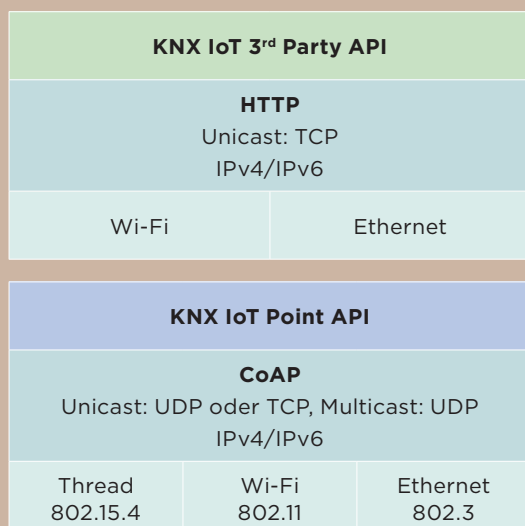 KNX IoT 3rd Party API
HTTP
Unicast: TCP
IPv4/IPv6
Wi-Fi Ethernet
KNX IoT Point API
CoAP
Unicast: UDP oder TCP, Multicast: UDP
IPv4/IPv6
Thread Wi-Fi Ethernet
802.15.4 802.11 802.3